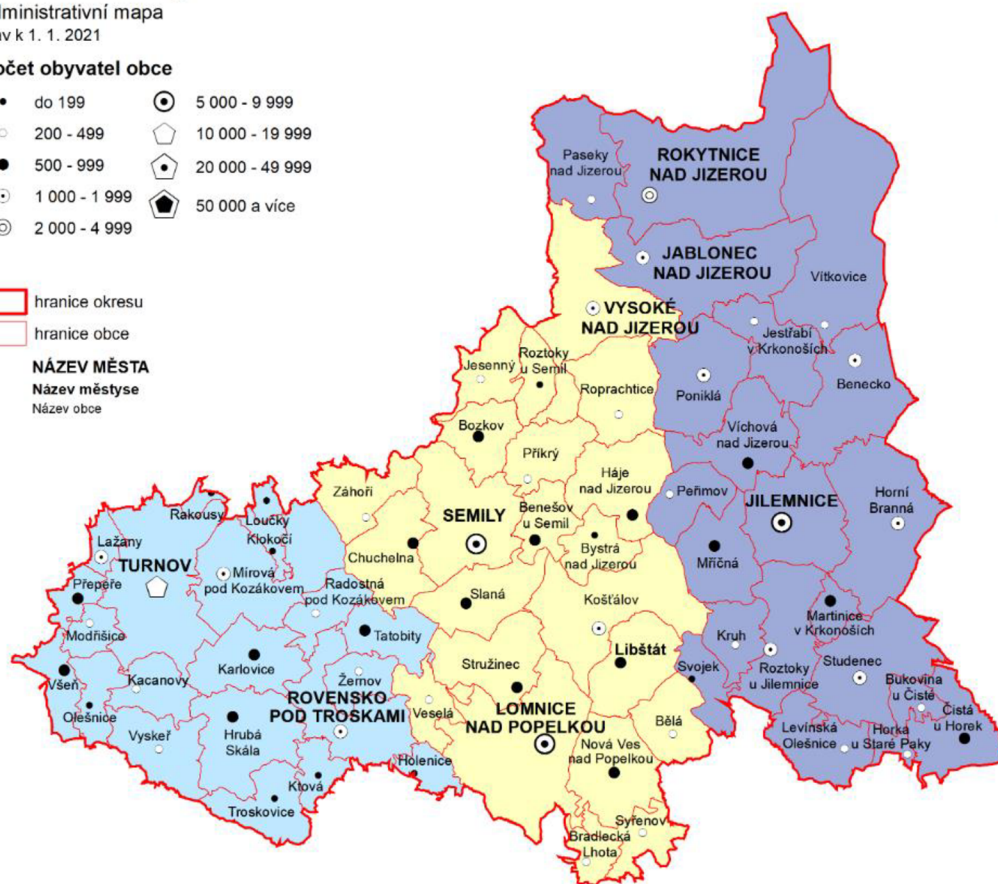 ministrativní mapa
av k 1. 1. 2021
očet obyvatel obce
do 199
200 - 499
500 - 999
1 000 - 1 999
2 000 - 4 999
5 000 - 9 999
10 000 - 19 999
20 000 - 49 999
50 000 a více
hranice okresu
hranice obce
NÁZEV MĚSTA
Název městyse
Název obce
Paseky
nad Jizerou
ROKYTNICE
NAD JIZEROU
JABLONEC
NAD JIZEROU
Vítkovice
VYSOKÉ
NAD JIZEROU
Jestřabí
v Krkonoších
Roztoky
u Semil
Jesenný
Roprachtice
Poniklá
Benecko
Bozkov
Víchová
nad Jizerou
Příkrý
Háje
nad Jizerou
Záhoří
Peřimov
JILEMNICE
Horní
Branná
SEMILY
Benešov
u Semil
Rakousy
Loučky
Klokočí
Lažany
TURNOV
Chuchelna
Bystrá
nad Jizerou
Mříčná
Mírová
pod Kozákovem
Radostná
pod Kozákovem
Přepeře
Slaná
Košťálov
Martinice
v Krkonoších
Modřišice
Tatobity
Kruh
Libštát
Karlovice
Stružinec
Svojek
Roztoky
u Jilemnice
Studenec
Všeň
Kacanovy
Žernov
Bukovina
u Čisté
ROVENSKO
POD TROSKAMI
Olešnice
Veselá
LOMNICE
NAD POPELKOU
Bělá
Čistá
u Horek
Vyskeř
Hrubá
Skála
Levínská
Olešnice
Horka
u Staré Paky
Nová Ves
nad Popelkou
Holenice
Ktová
Troskovice
Syřenov
Bradlecká
Lhota